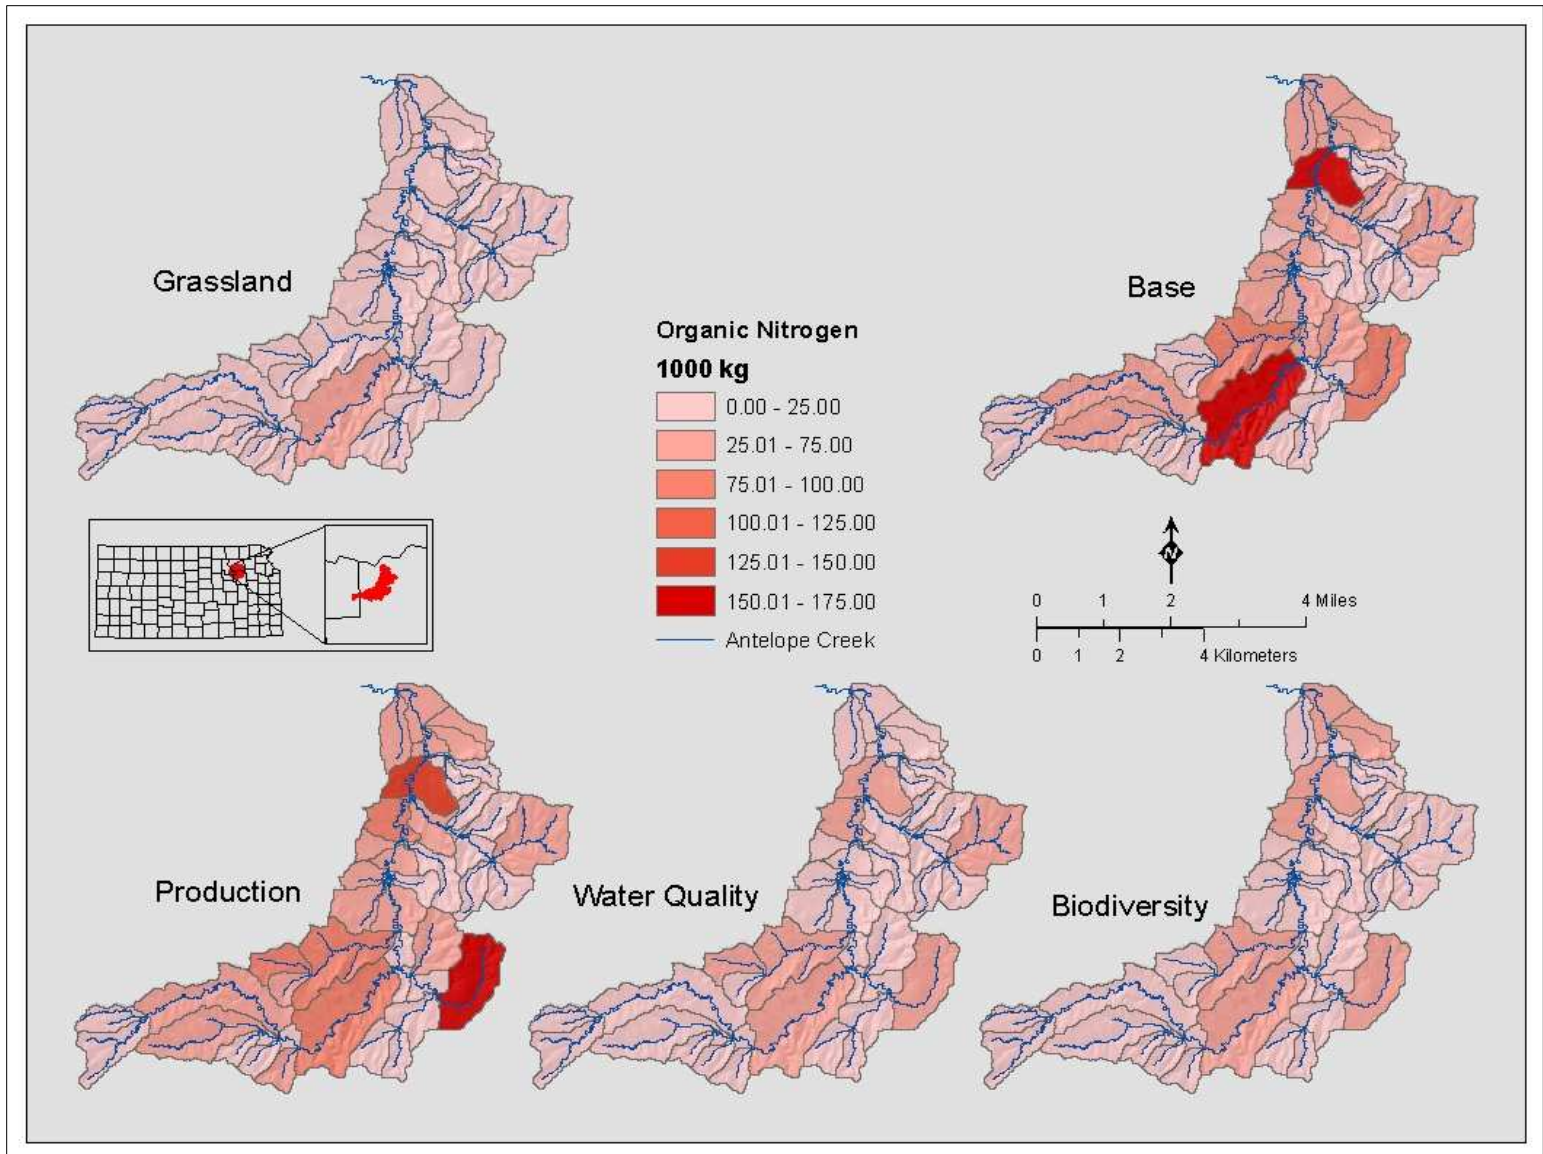 Grassland
Base
Organic Nitrogen
1000 kg
0.00 - 25.00
25.01 - 75.00
75.01 - 100.00
100.01 - 125.00
125.01 - 150.00
150.01 - 175.00
Antelope Creek
N
0 1 2 4 Miles
0 1 2 4 Kilometers
Production
Water Quality
Biodiversity